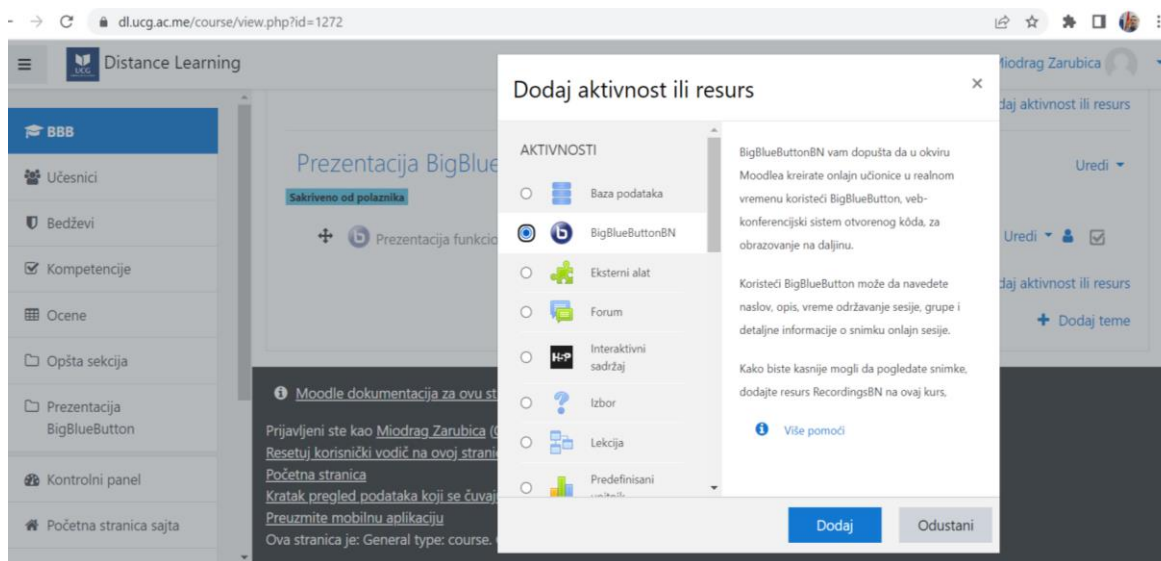 dl.ucg.ac.me/course/view.php?id=1272
UCG
Distance Learning
Miodrag Zarubica
BBB
Učesnici
Bedževi
Kompetencije
Ocene
Opšta sekcija
Prezentacija
BigBlueButton
Kontrolni panel
Početna stranica sajta
daj aktivnost ili resurs
Prezentacija BigBlue
Uredi
Sakriveno od polaznika
Prezentacija funkcio
Uredi
daj aktivnost ili resurs
Dodaj teme
Moodle dokumentacija za ovu st
Prijavljeni ste kao Miodrag Zarubica (
Resetuj korisnički vodič na ovoj strani
Početna stranica
Kratak pregled podataka koji se čuvaj
Preuzmite mobilnu aplikaciju
Ova stranica je: General type: course.
Dodaj aktivnost ili resurs
AKTIVNOSTI
Baza podataka
BigBlueButtonBN
Eksterni alat
Forum
H-P
Interaktivni
sadržaj
Izbor
Lekcija
Predefinisani
BigBlueButtonBN vam dopušta da u okviru
Moodlea kreirate onlajn učionice u realnom
vremenu koristeći BigBlueButton, veb-
konferencijski sistem otvorenog kôda, za
obrazovanje na daljinu.
Koristeći BigBlueButton može da navedete
naslov, opis, vreme održavanje sesije, grupe i
detaljne informacije o snimku onlajn sesije.
Kako biste kasnije mogli da pogledate snimke,
dodajte resurs RecordingsBN na ovaj kurs,
Više pomoći
Dodaj
Odustani